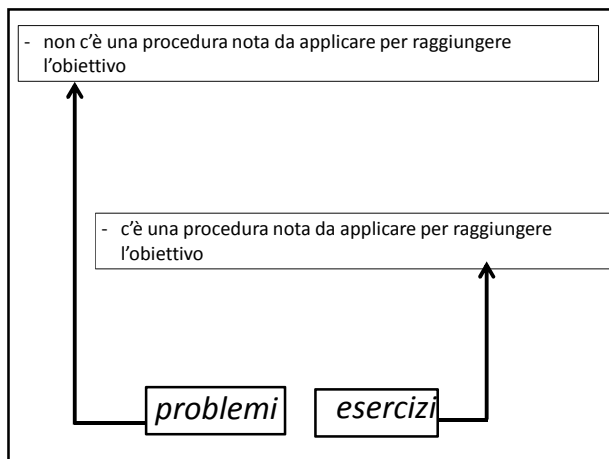 - non c'è una procedura nota da applicare per raggiungere
l'obiettivo
- c'è una procedura nota da applicare per raggiungere
l'obiettivo
problemi
esercizi